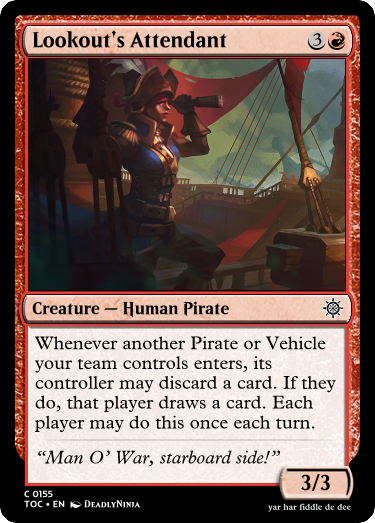 Lookout's Attendant 3
Creature — Human Pirate
Whenever another Pirate or Vehicle
your team controls enters, its
controller may discard a card. If they
do, that player draws a card. Each
player may do this once each turn.
“Man O’ War, starboard side!”
3/3
C 0155
TOC • EN DeadlyNinja
yar har fiddle de dee